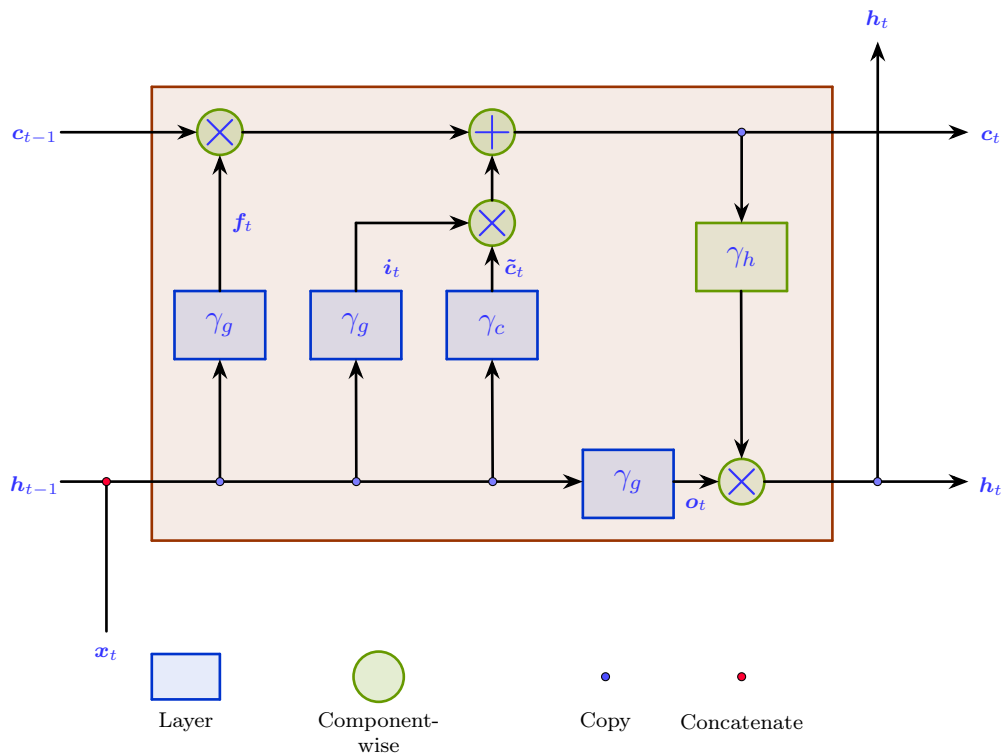 h_t
c_{t-1}
c_t
f_t
i_t
c̃_t
γ_h
γ_g
γ_g
γ_c
h_{t-1}
γ_g
o_t
h_t
x_t
Layer
Component-
wise
Copy
Concatenate